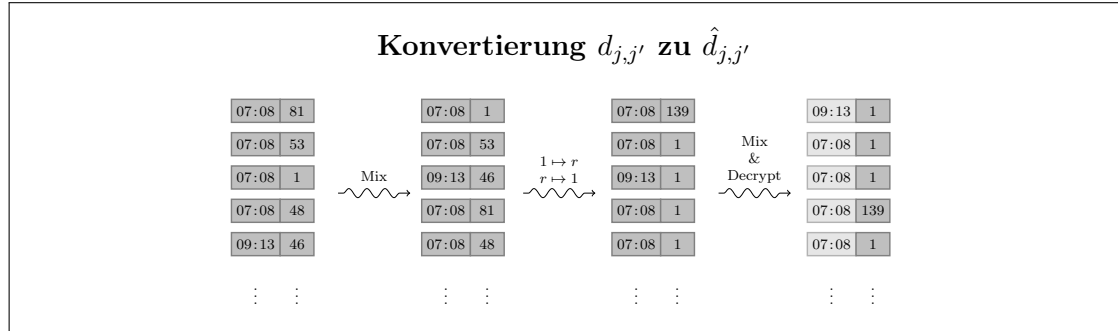 Konvertierung d_{j,j'} zu \hat{d}_{j,j'}
07:08 81 07:08 1 07:08 139 09:13 1
07:08 53 07:08 53 07:08 1 07:08 1
07:08 1 Mix 09:13 46 1 ↦ r r ↦ 1 09:13 1 Mix & Decrypt 07:08 1
07:08 48 07:08 81 07:08 1 07:08 139
09:13 46 07:08 48 07:08 1 07:08 1
⋮ ⋮ ⋮ ⋮ ⋮ ⋮ ⋮ ⋮